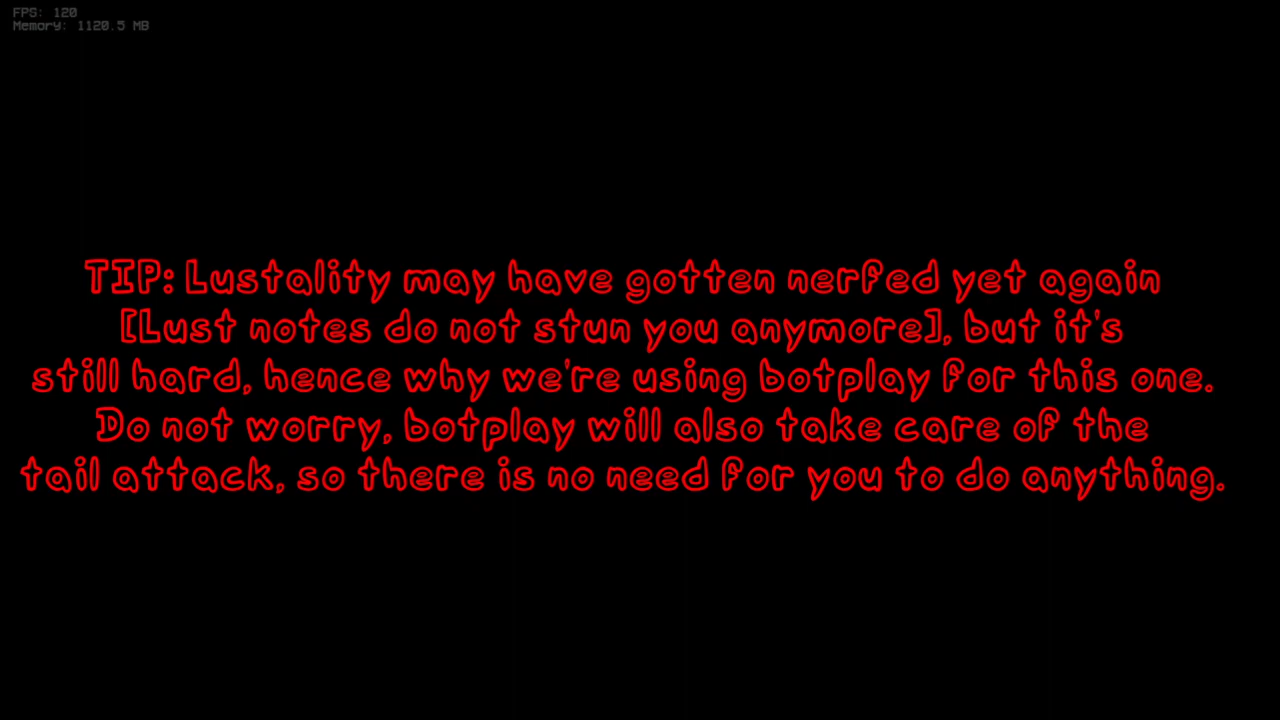 FPS: 120
Memory: 1120.5 MB
TIP: Lustality may have gotten nerfed yet again
[Lust notes do not stun you anymore], but it's
still hard, hence why we're using botplay for this one.
Do not worry, botplay will also take care of the
tail attack, so there is no need for you to do anything.